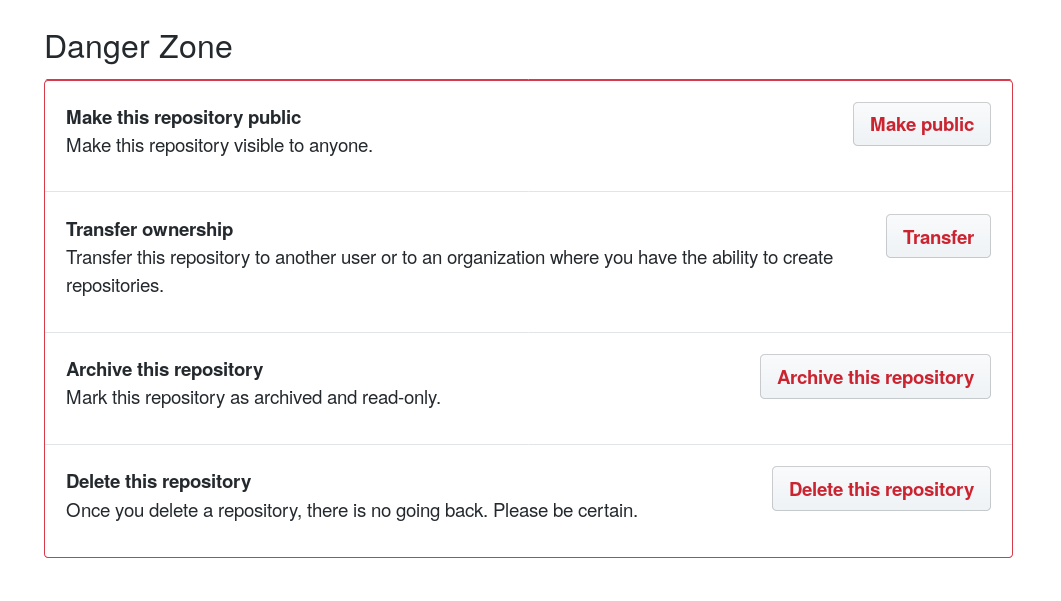 Danger Zone
Make this repository public
Make this repository visible to anyone.
Make public
Transfer ownership
Transfer this repository to another user or to an organization where you have the ability to create
repositories.
Transfer
Archive this repository
Mark this repository as archived and read-only.
Archive this repository
Delete this repository
Once you delete a repository, there is no going back. Please be certain.
Delete this repository